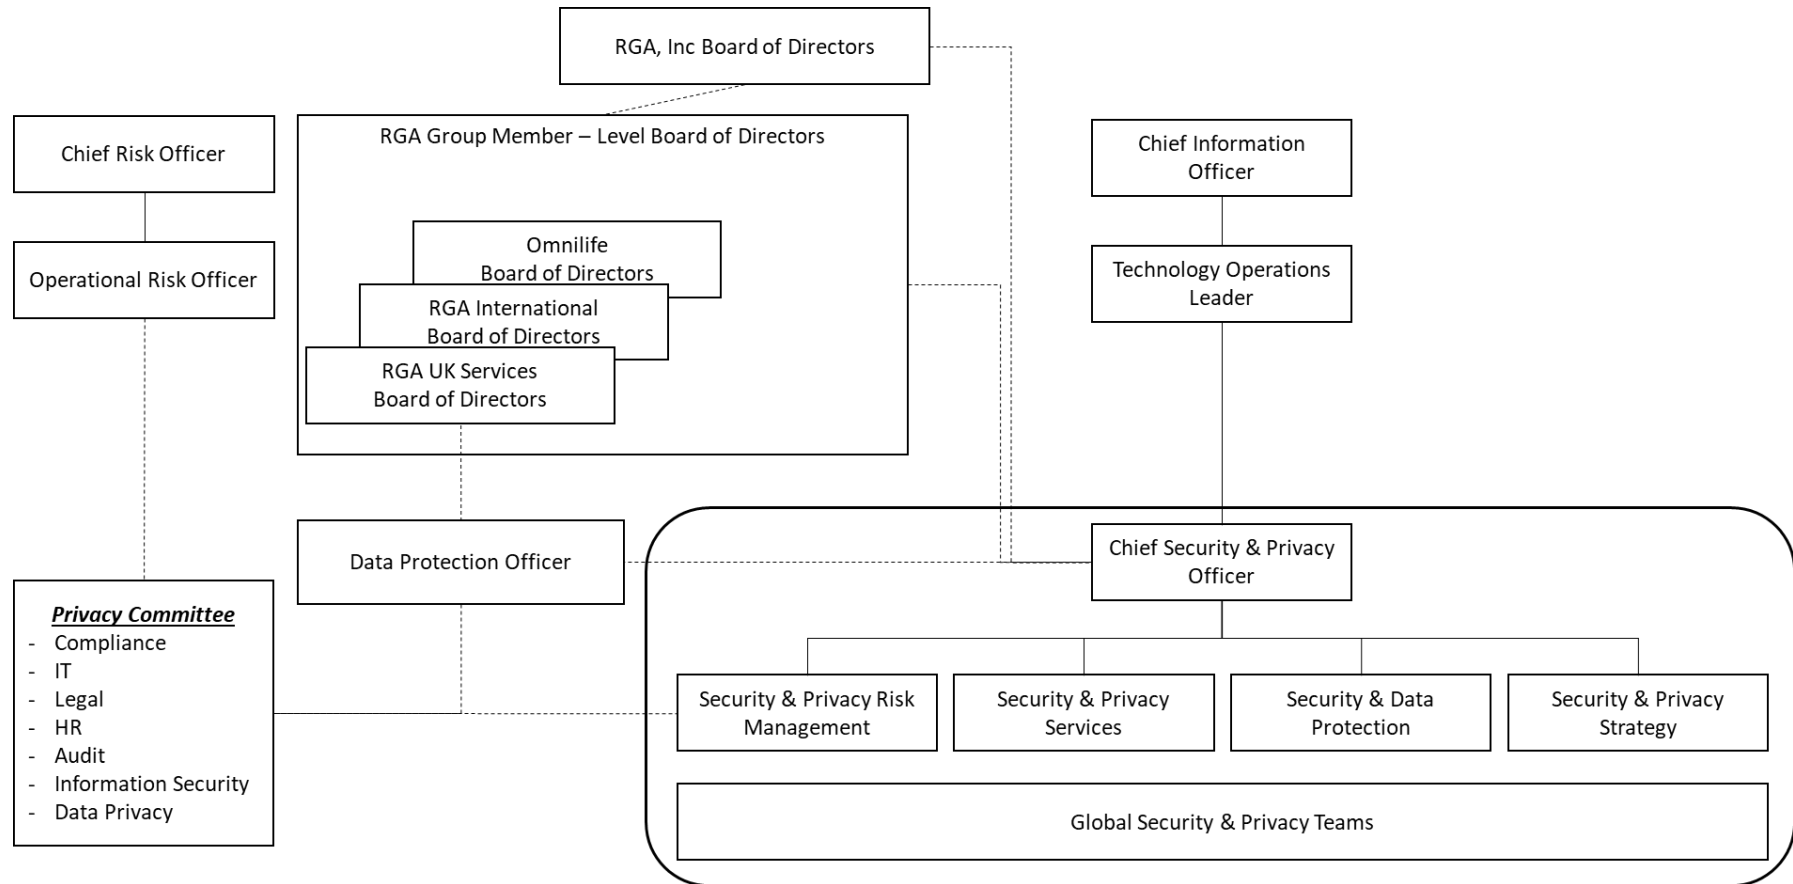 RGA, Inc Board of Directors
RGA Group Member – Level Board of Directors
Chief Risk Officer
Chief Information
Officer
Operational Risk Officer
Omnilife
Board of Directors
RGA International
Board of Directors
RGA UK Services
Board of Directors
Technology Operations
Leader
Data Protection Officer
Chief Security & Privacy
Officer
Privacy Committee
- Compliance
- IT
- Legal
- HR
- Audit
- Information Security
- Data Privacy
Security & Privacy Risk
Management
Security & Privacy
Services
Security & Data
Protection
Security & Privacy
Strategy
Global Security & Privacy Teams